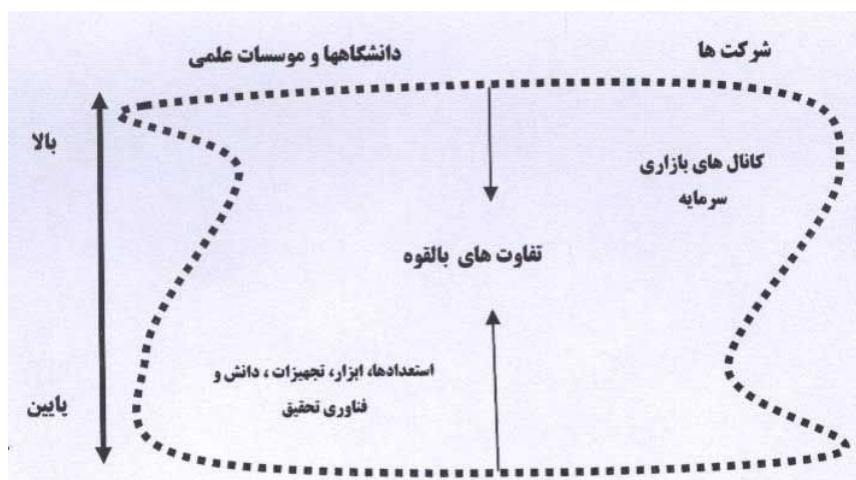 شرکت ها
دانشگاهها و موسسات علمی
بالا
کانال های بازاری
سرمایه
تفاوت های بالقوه
استعدادها، ابزار، تجهیزات ، دانش و
فناوری تحقیق
پایین